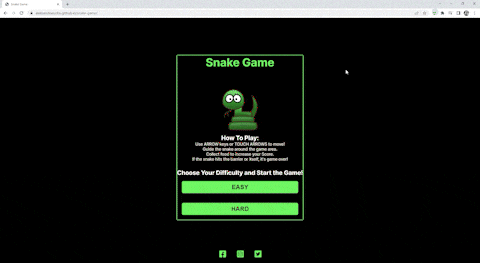 Snake Game
Snake Game
How To Play:
Use ARROW keys or TOUCH ARROWS to move!
Guide the snake around the game area.
Collect food to increase your Score.
If the snake hits the barrier or itself, it's game over!
Choose Your Difficulty and Start the Game!
EASY
HARD